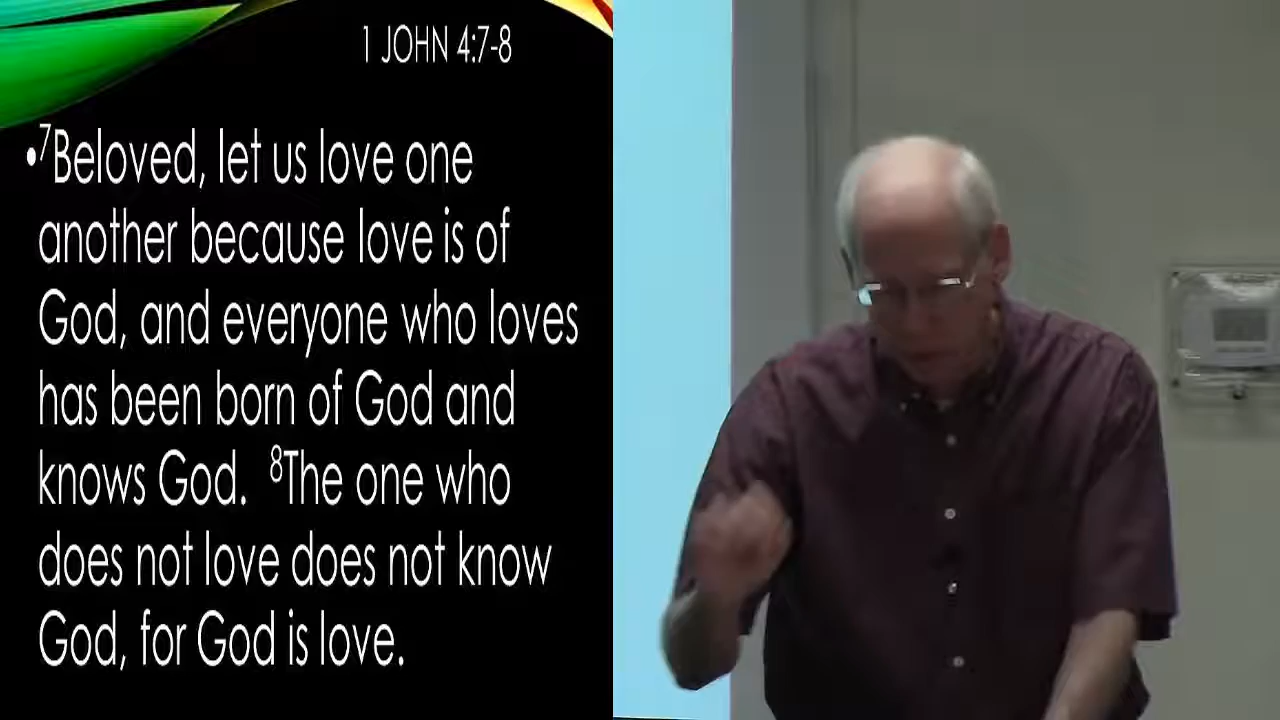 1 JOHN 4:7-8
•⁷Beloved, let us love one
another because love is of
God, and everyone who loves
has been born of God and
knows God. ⁸The one who
does not love does not know
God, for God is love.